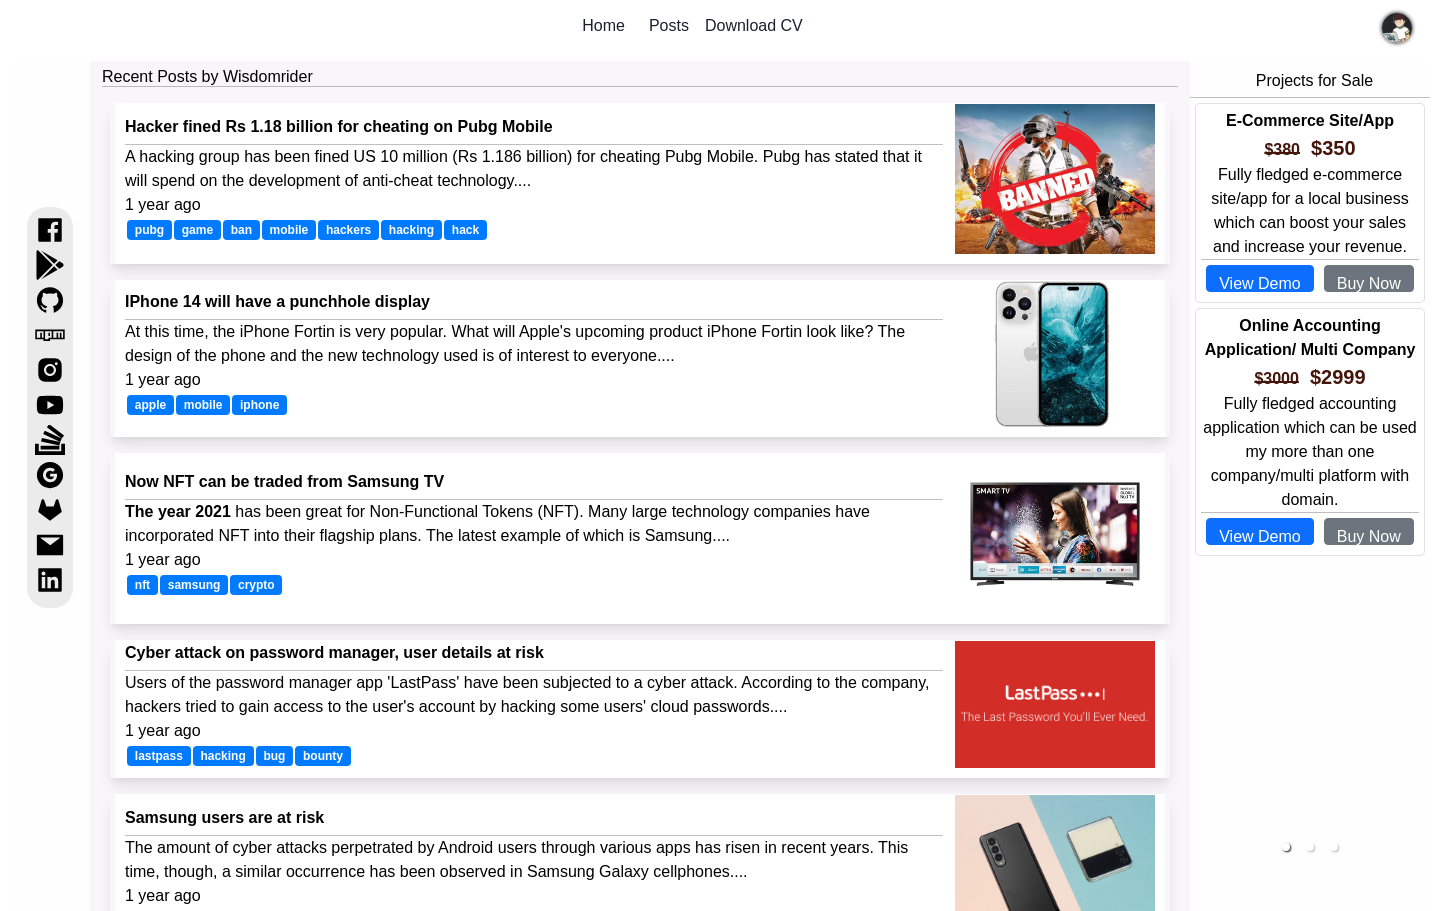 Home Posts Download CV
Recent Posts by Wisdomrider
Hacker fined Rs 1.18 billion for cheating on Pubg Mobile
A hacking group has been fined US 10 million (Rs 1.186 billion) for cheating Pubg Mobile. Pubg has stated that it
will spend on the development of anti-cheat technology....
1 year ago
pubg game ban mobile hackers hacking hack
BANNED
IPhone 14 will have a punchhole display
At this time, the iPhone Fortin is very popular. What will Apple's upcoming product iPhone Fortin look like? The
design of the phone and the new technology used is of interest to everyone....
1 year ago
apple mobile iphone
Now NFT can be traded from Samsung TV
The year 2021 has been great for Non-Functional Tokens (NFT). Many large technology companies have
incorporated NFT into their flagship plans. The latest example of which is Samsung....
1 year ago
nft samsung crypto
SMART TV
Cyber attack on password manager, user details at risk
Users of the password manager app 'LastPass' have been subjected to a cyber attack. According to the company,
hackers tried to gain access to the user's account by hacking some users' cloud passwords....
1 year ago
lastpass hacking bug bounty
LastPass
The Last Password You'll Ever Need.
Samsung users are at risk
The amount of cyber attacks perpetrated by Android users through various apps has risen in recent years. This
time, though, a similar occurrence has been observed in Samsung Galaxy cellphones....
1 year ago
Projects for Sale
E-Commerce Site/App
$380 $350
Fully fledged e-commerce
site/app for a local business
which can boost your sales
and increase your revenue.
View Demo Buy Now
Online Accounting
Application/ Multi Company
$3000 $2999
Fully fledged accounting
application which can be used
my more than one
company/multi platform with
domain.
View Demo Buy Now